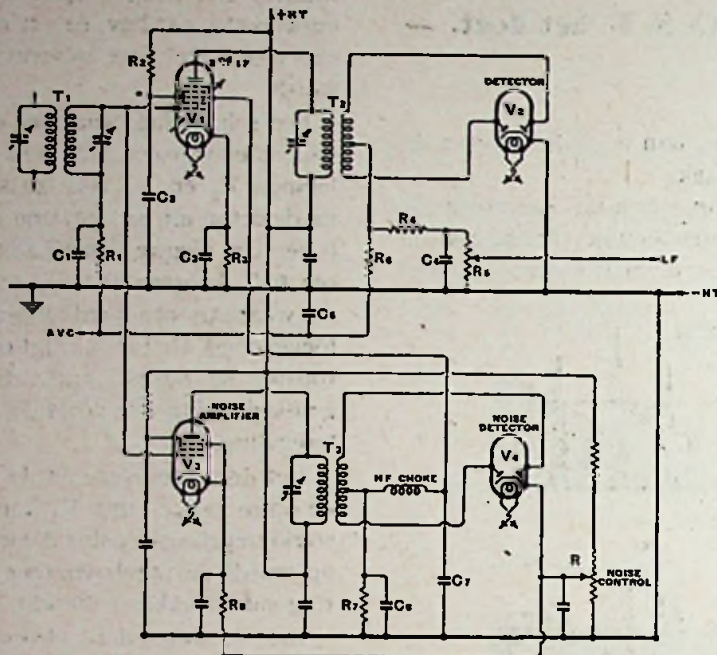 +HT
R2
T1
V1
T2
DETECTOR
V2
C3
R4
C1
R1
C2
R3
R6
C4
R5
LF
-HT
AVC
C5
NOISE AMPLIFIER
V3
T3
HF CHOKE
NOISE DETECTOR
V4
C7
R
NOISE CONTROL
R8
R7
C6